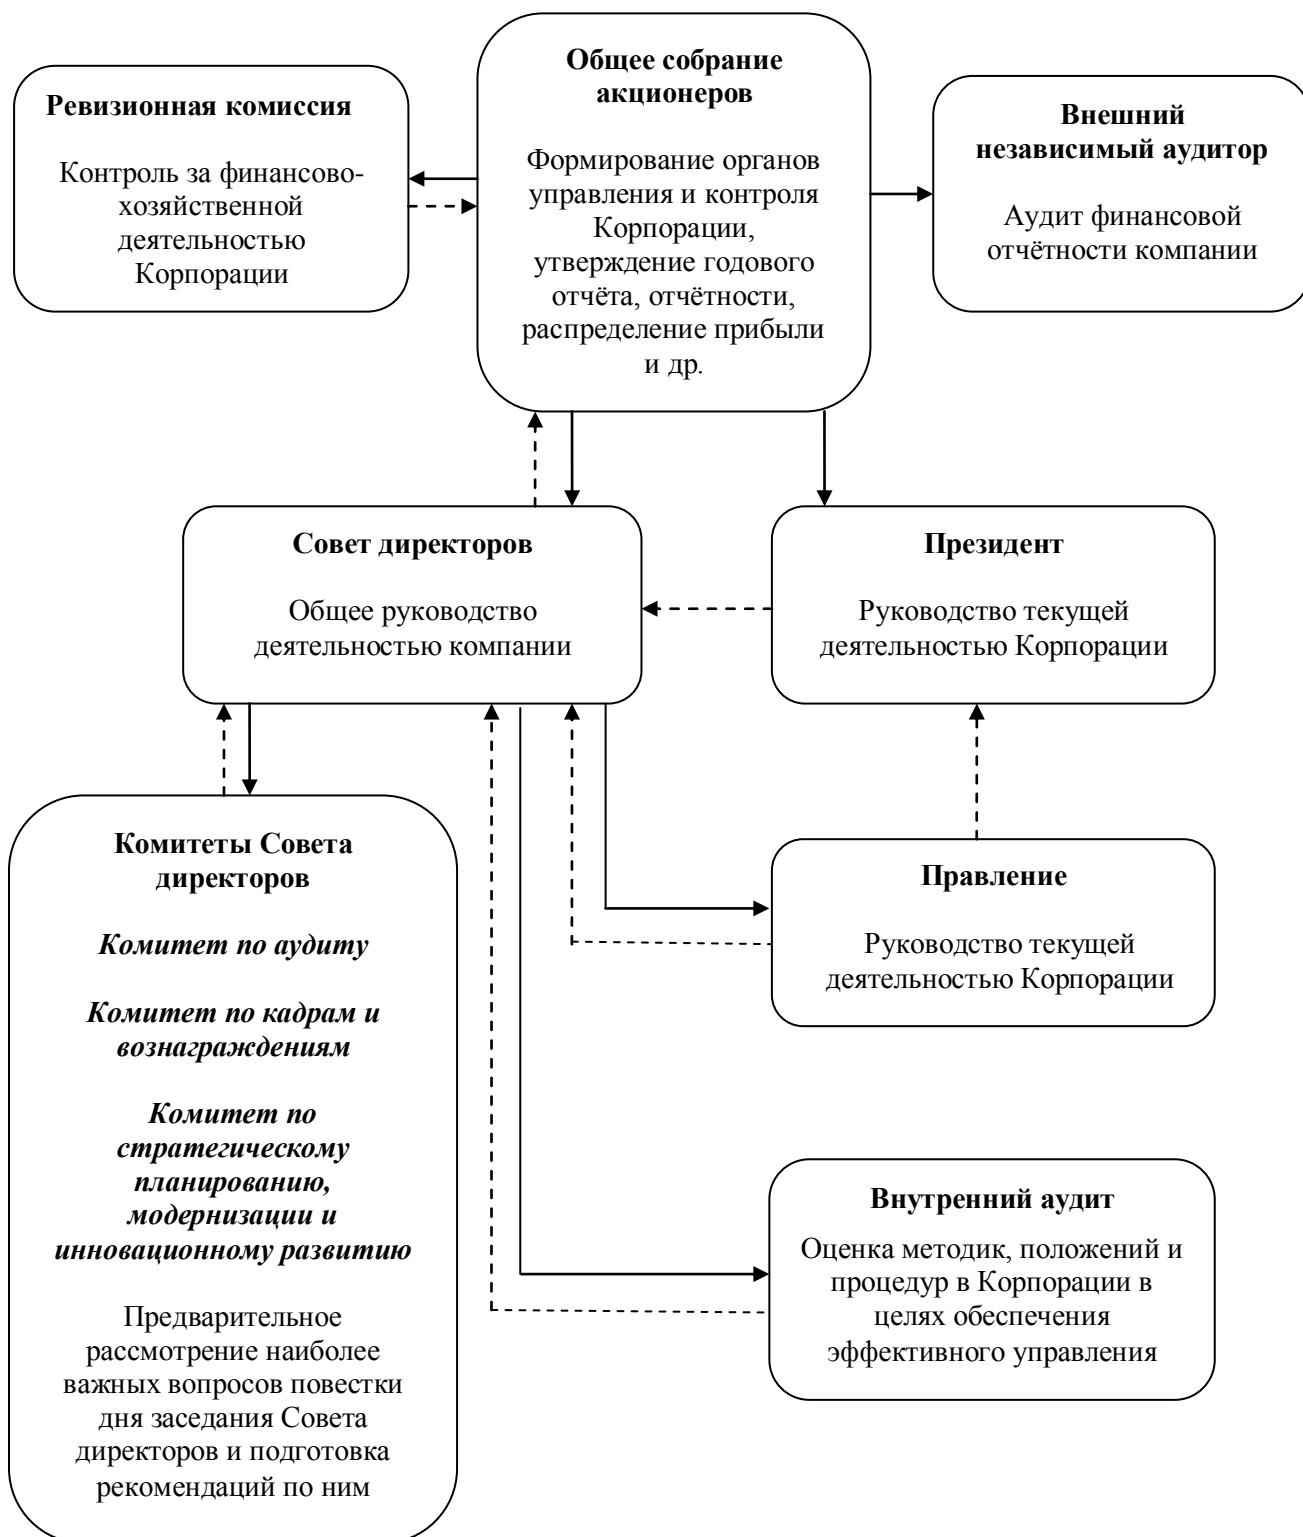 Ревизионная комиссия
Контроль за финансово-
хозяйственной
деятельностью
Корпорации
Общее собрание
акционеров
Формирование органов
управления и контроля
Корпорации,
утверждение годового
отчёта, отчётности,
распределение прибыли
и др.
Внешний
независимый аудитор
Аудит финансовой
отчётности компании
Совет директоров
Общее руководство
деятельностью компании
Президент
Руководство текущей
деятельностью Корпорации
Комитеты Совета
директоров
Комитет по аудиту
Комитет по кадрам и
вознаграждениям
Комитет по
стратегическому
планированию,
модернизации и
инновационному развитию
Предварительное
рассмотрение наиболее
важных вопросов повестки
дня заседания Совета
директоров и подготовка
рекомендаций по ним
Правление
Руководство текущей
деятельностью Корпорации
Внутренний аудит
Оценка методик, положений и
процедур в Корпорации в
целях обеспечения
эффективного управления